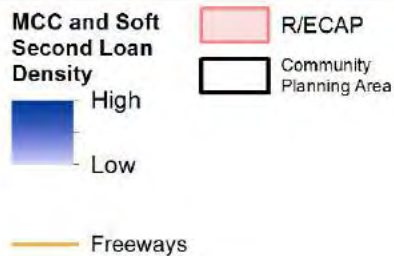 MCC and Soft
Second Loan
Density
High
Low
Freeways
R/ECAP
Community
Planning Area